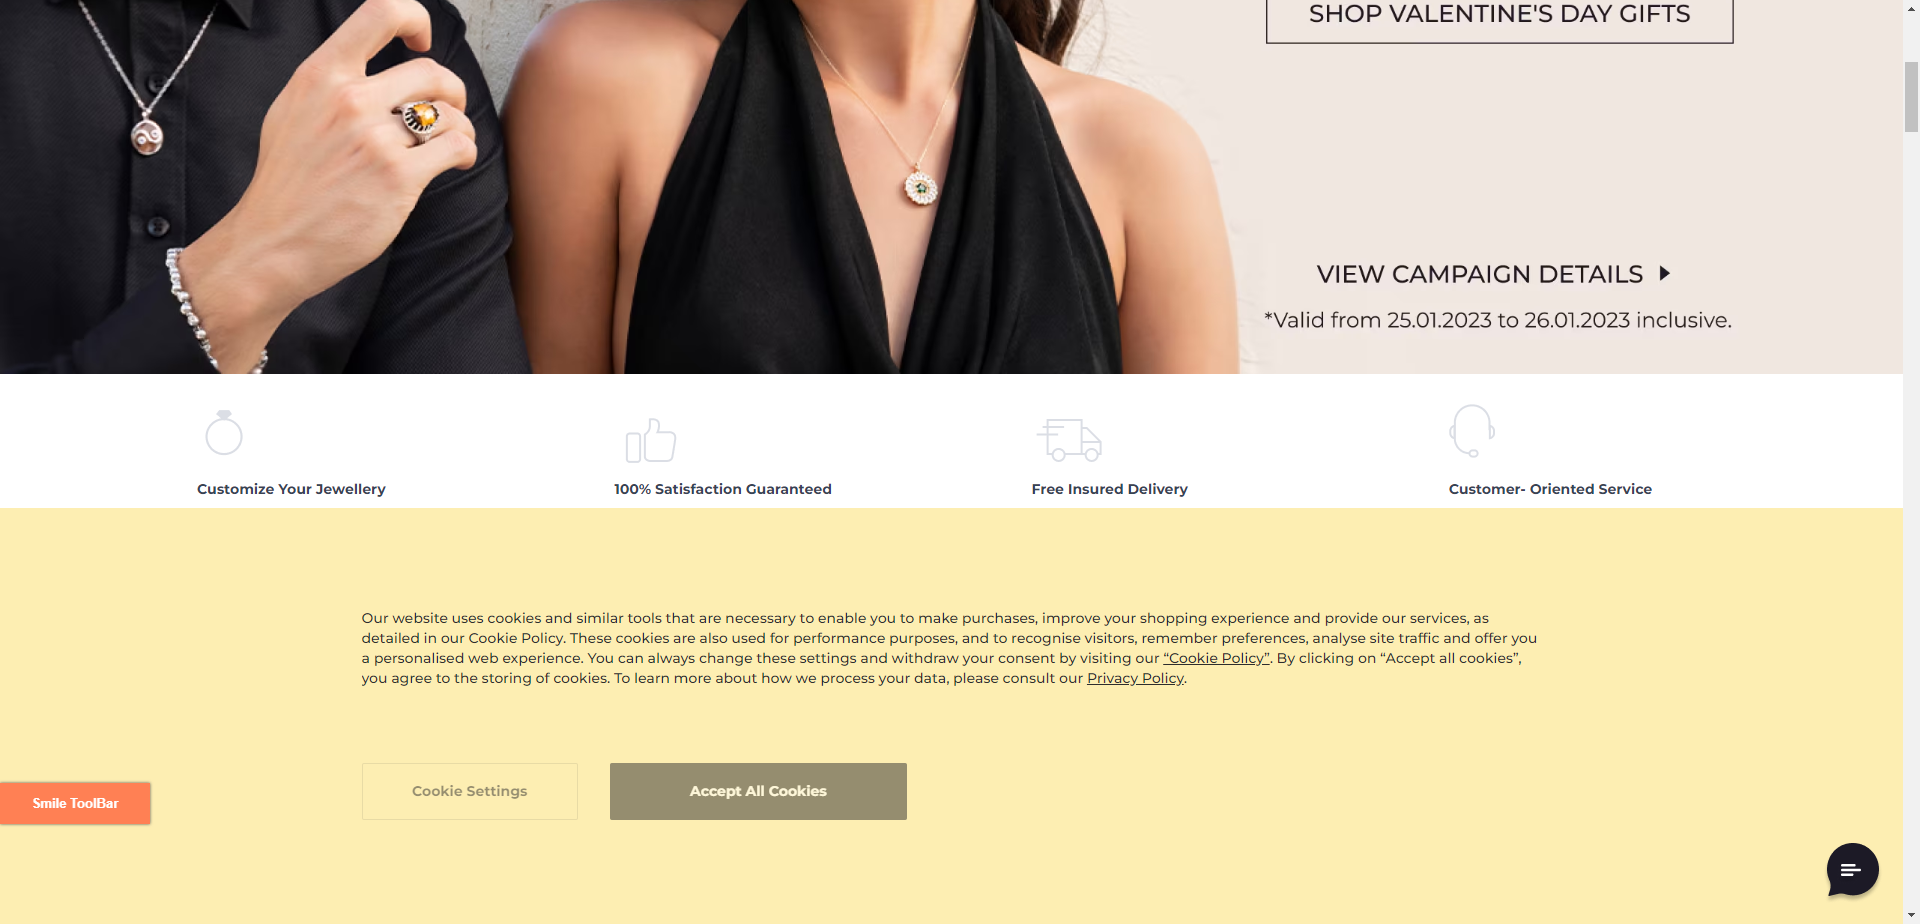 SHOP VALENTINE'S DAY GIFTS
VIEW CAMPAIGN DETAILS
*Valid from 25.01.2023 to 26.01.2023 inclusive.
Customize Your Jewellery
100% Satisfaction Guaranteed
Free Insured Delivery
Customer- Oriented Service
Our website uses cookies and similar tools that are necessary to enable you to make purchases, improve your shopping experience and provide our services, as
detailed in our Cookie Policy. These cookies are also used for performance purposes, and to recognise visitors, remember preferences, analyse site traffic and offer you
a personalised web experience. You can always change these settings and withdraw your consent by visiting our “Cookie Policy”. By clicking on “Accept all cookies”,
you agree to the storing of cookies. To learn more about how we process your data, please consult our Privacy Policy.
Cookie Settings
Accept All Cookies
Smile ToolBar